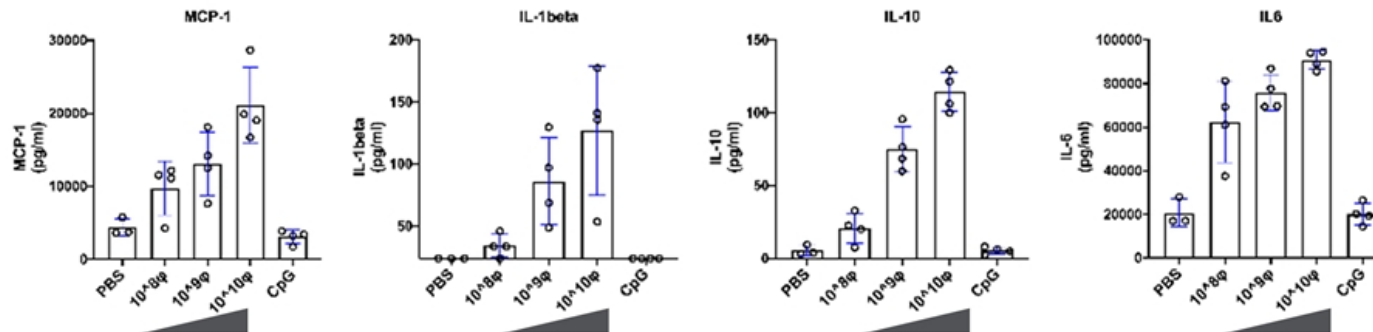 MCP-1
MCP-1
(pg/ml)
30000
20000
10000
0
PBS
10^8φ
10^9φ
10^10φ
CpG
IL-1beta
IL-1beta
(pg/ml)
200
150
100
50
PBS
10^8φ
10^9φ
10^10φ
CpG
IL-10
IL-10
(pg/ml)
150
100
50
0
PBS
10^8φ
10^9φ
10^10φ
CpG
IL6
IL-6
(pg/ml)
100000
80000
60000
40000
20000
0
PBS
10^8φ
10^9φ
10^10φ
CpG